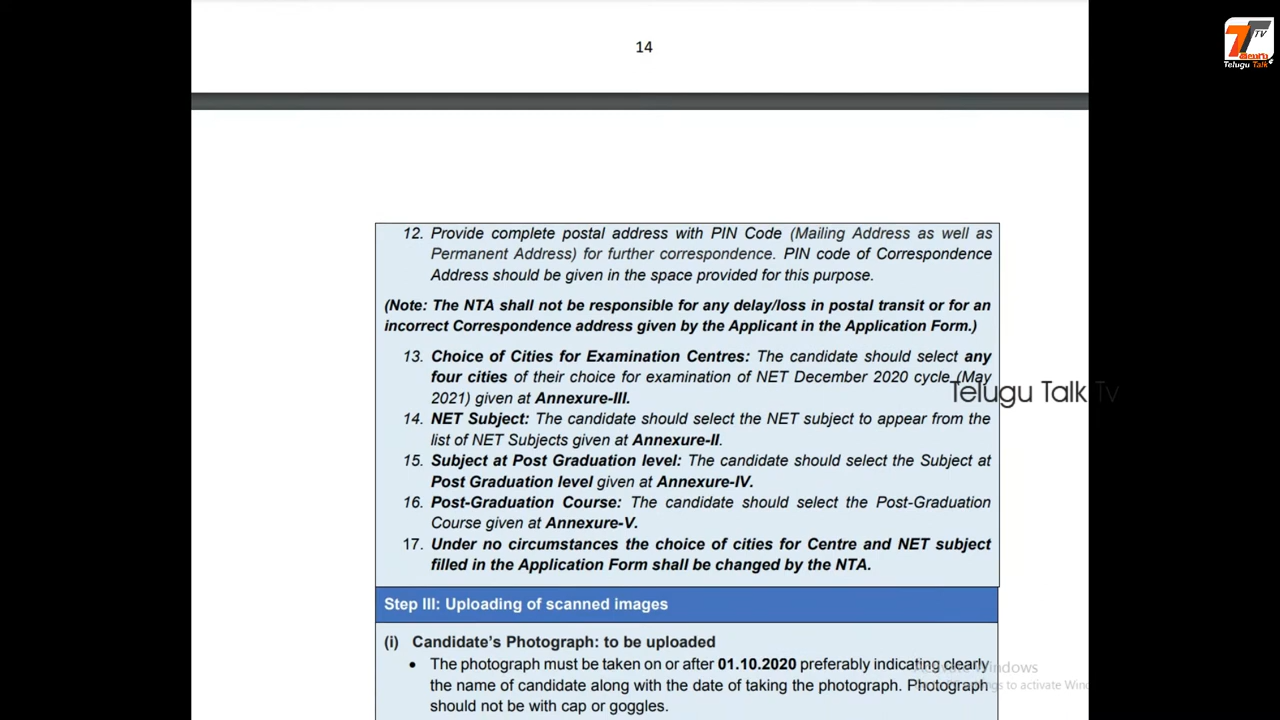 14
TV
Telugu Talk
12. Provide complete postal address with PIN Code (Mailing Address as well as
Permanent Address) for further correspondence. PIN code of Correspondence
Address should be given in the space provided for this purpose.
(Note: The NTA shall not be responsible for any delay/loss in postal transit or for an
incorrect Correspondence address given by the Applicant in the Application Form.)
13. Choice of Cities for Examination Centres: The candidate should select any
four cities of their choice for examination of NET December 2020 cycle (May
2021) given at Annexure-III.
Telugu Talk Tv
14. NET Subject: The candidate should select the NET subject to appear from the
list of NET Subjects given at Annexure-II.
15. Subject at Post Graduation level: The candidate should select the Subject at
Post Graduation level given at Annexure-IV.
16. Post-Graduation Course: The candidate should select the Post-Graduation
Course given at Annexure-V.
17. Under no circumstances the choice of cities for Centre and NET subject
filled in the Application Form shall be changed by the NTA.
Step III: Uploading of scanned images
(i) Candidate's Photograph: to be uploaded
• The photograph must be taken on or after 01.10.2020 preferably indicating clearly
the name of candidate along with the date of taking the photograph. Photograph
should not be with cap or goggles.